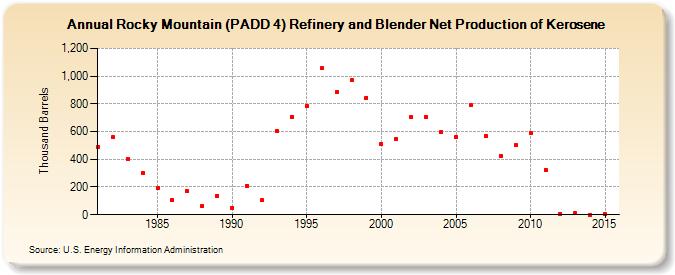 Annual Rocky Mountain (PADD 4) Refinery and Blender Net Production of Kerosene
Thousand Barrels
1,200
1,000
800
600
400
200
0
1985 1990 1995 2000 2005 2010 2015
Source: U.S. Energy Information Administration